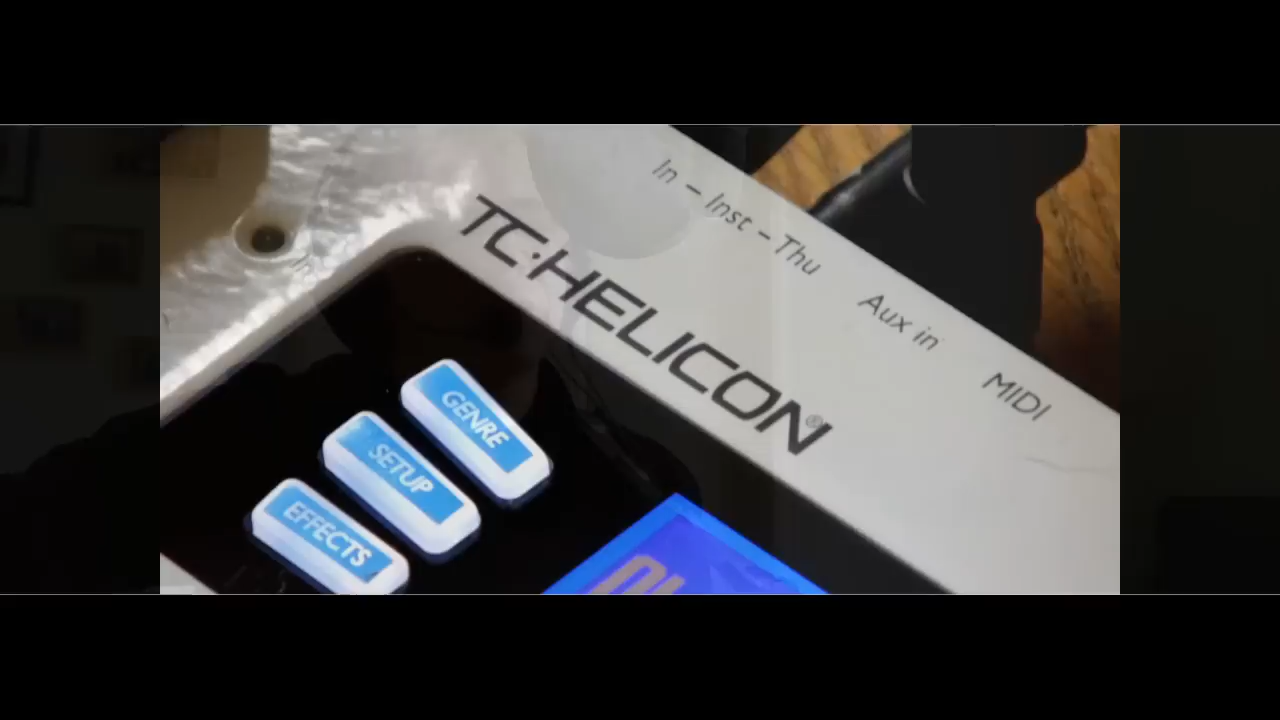 In – Inst – Thu
Aux in
MIDI
TC·HELICON®
GENRE
SETUP
EFFECTS